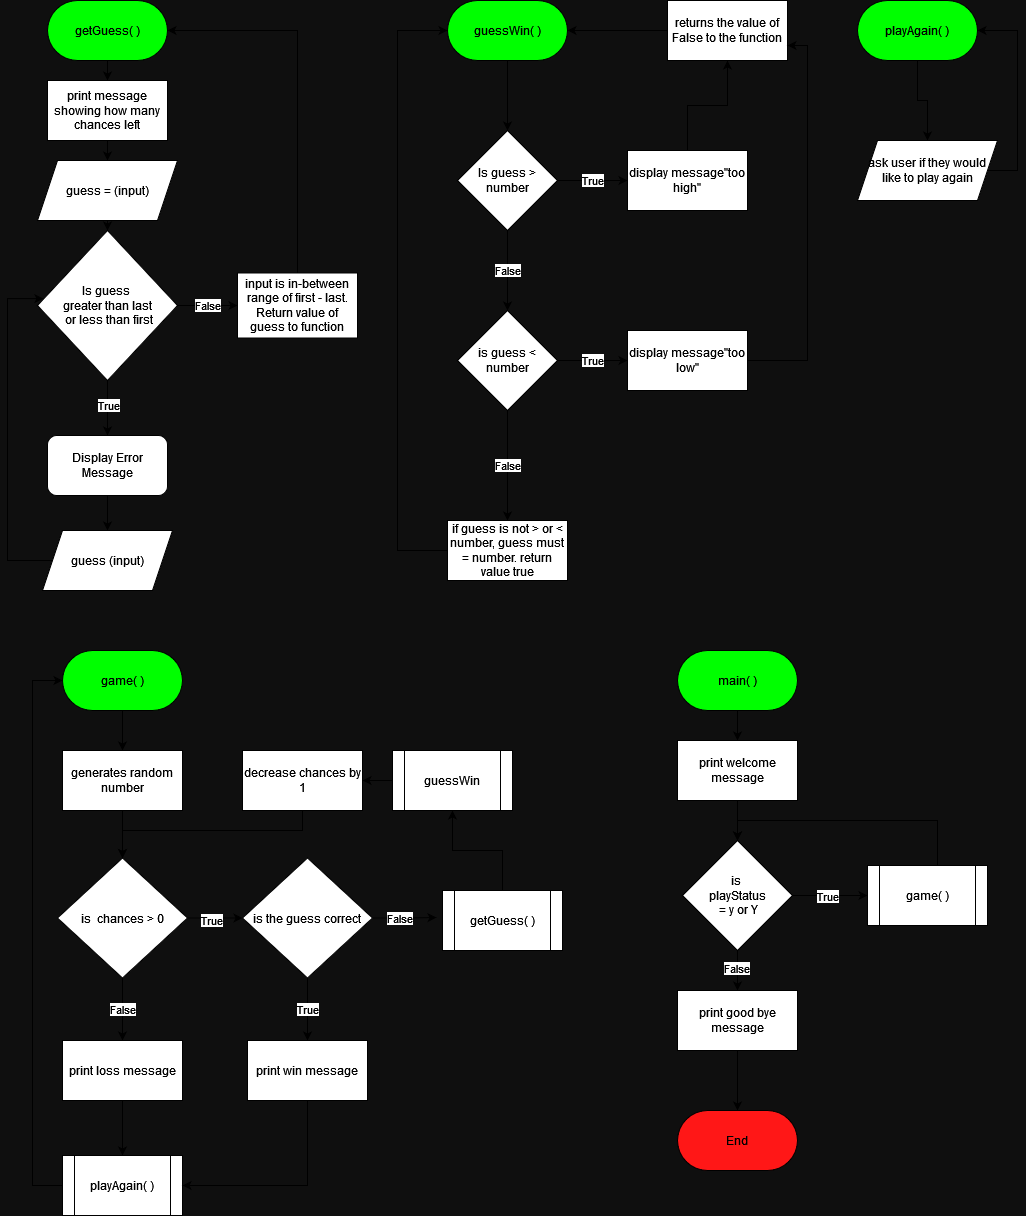 getGuess( )
print message
showing how many
chances left
guess = (input)
Is guess
greater than last
or less than first
False
input is in-between
range of first - last.
Return value of
guess to function
True
Display Error
Message
guess (input)
guessWin( )
returns the value of
False to the function
Is guess >
number
True
display message"too
high"
False
is guess <
number
True
display message"too
low"
False
if guess is not > or <
number, guess must
= number. return
value true
playAgain( )
ask user if they would
like to play again
game( )
generates random
number
decrease chances by
1
guessWin
is  chances > 0
True
is the guess correct
False
getGuess( )
False
True
print loss message
print win message
playAgain( )
main( )
print welcome
message
is
playStatus
= y or Y
True
game( )
False
print good bye
message
End